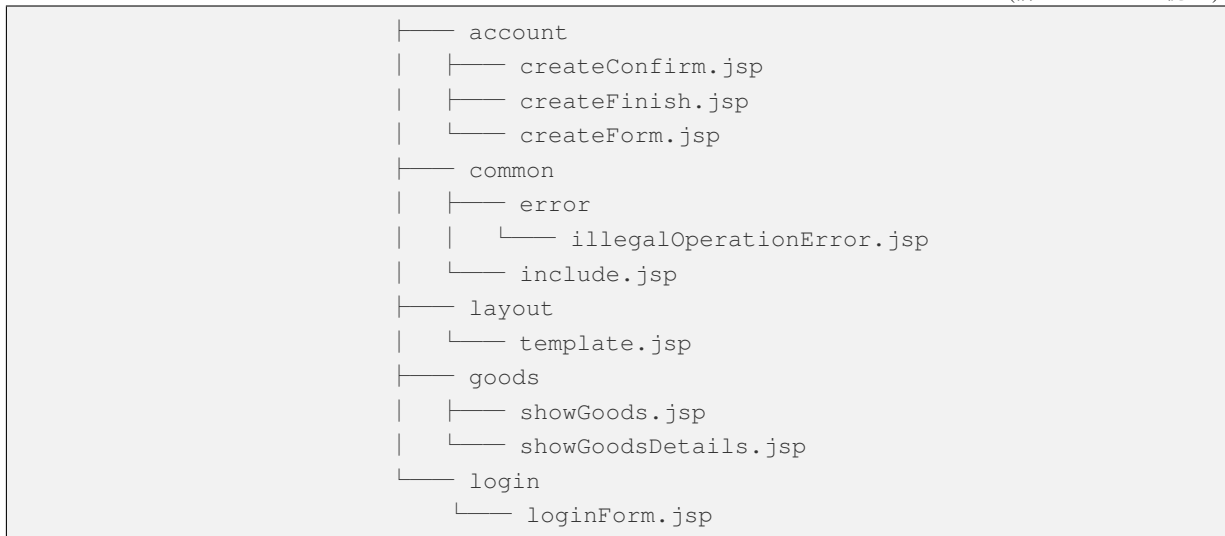 ├── account
│   ├── createConfirm.jsp
│   ├── createFinish.jsp
│   └── createForm.jsp
├── common
│   ├── error
│   │   └── illegalOperationError.jsp
│   └── include.jsp
├── layout
│   └── template.jsp
├── goods
│   ├── showGoods.jsp
│   └── showGoodsDetails.jsp
└── login
    └── loginForm.jsp